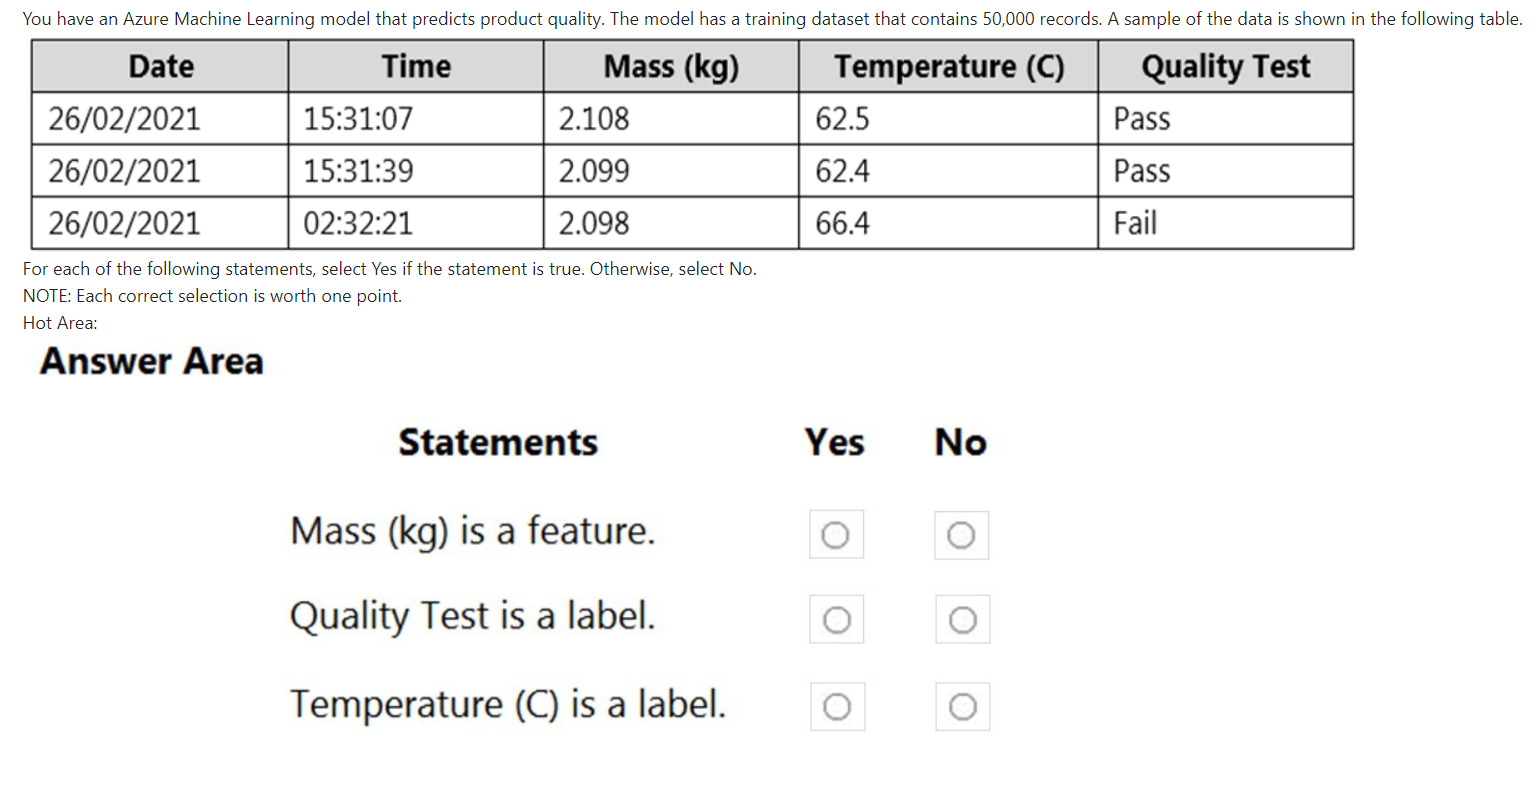 You have an Azure Machine Learning model that predicts product quality. The model has a training dataset that contains 50,000 records. A sample of the data is shown in the following table.
Date Time Mass (kg) Temperature (C) Quality Test
26/02/2021 15:31:07 2.108 62.5 Pass
26/02/2021 15:31:39 2.099 62.4 Pass
26/02/2021 02:32:21 2.098 66.4 Fail
For each of the following statements, select Yes if the statement is true. Otherwise, select No.
NOTE: Each correct selection is worth one point.
Hot Area:
Answer Area
Statements Yes No
Mass (kg) is a feature.
Quality Test is a label.
Temperature (C) is a label.